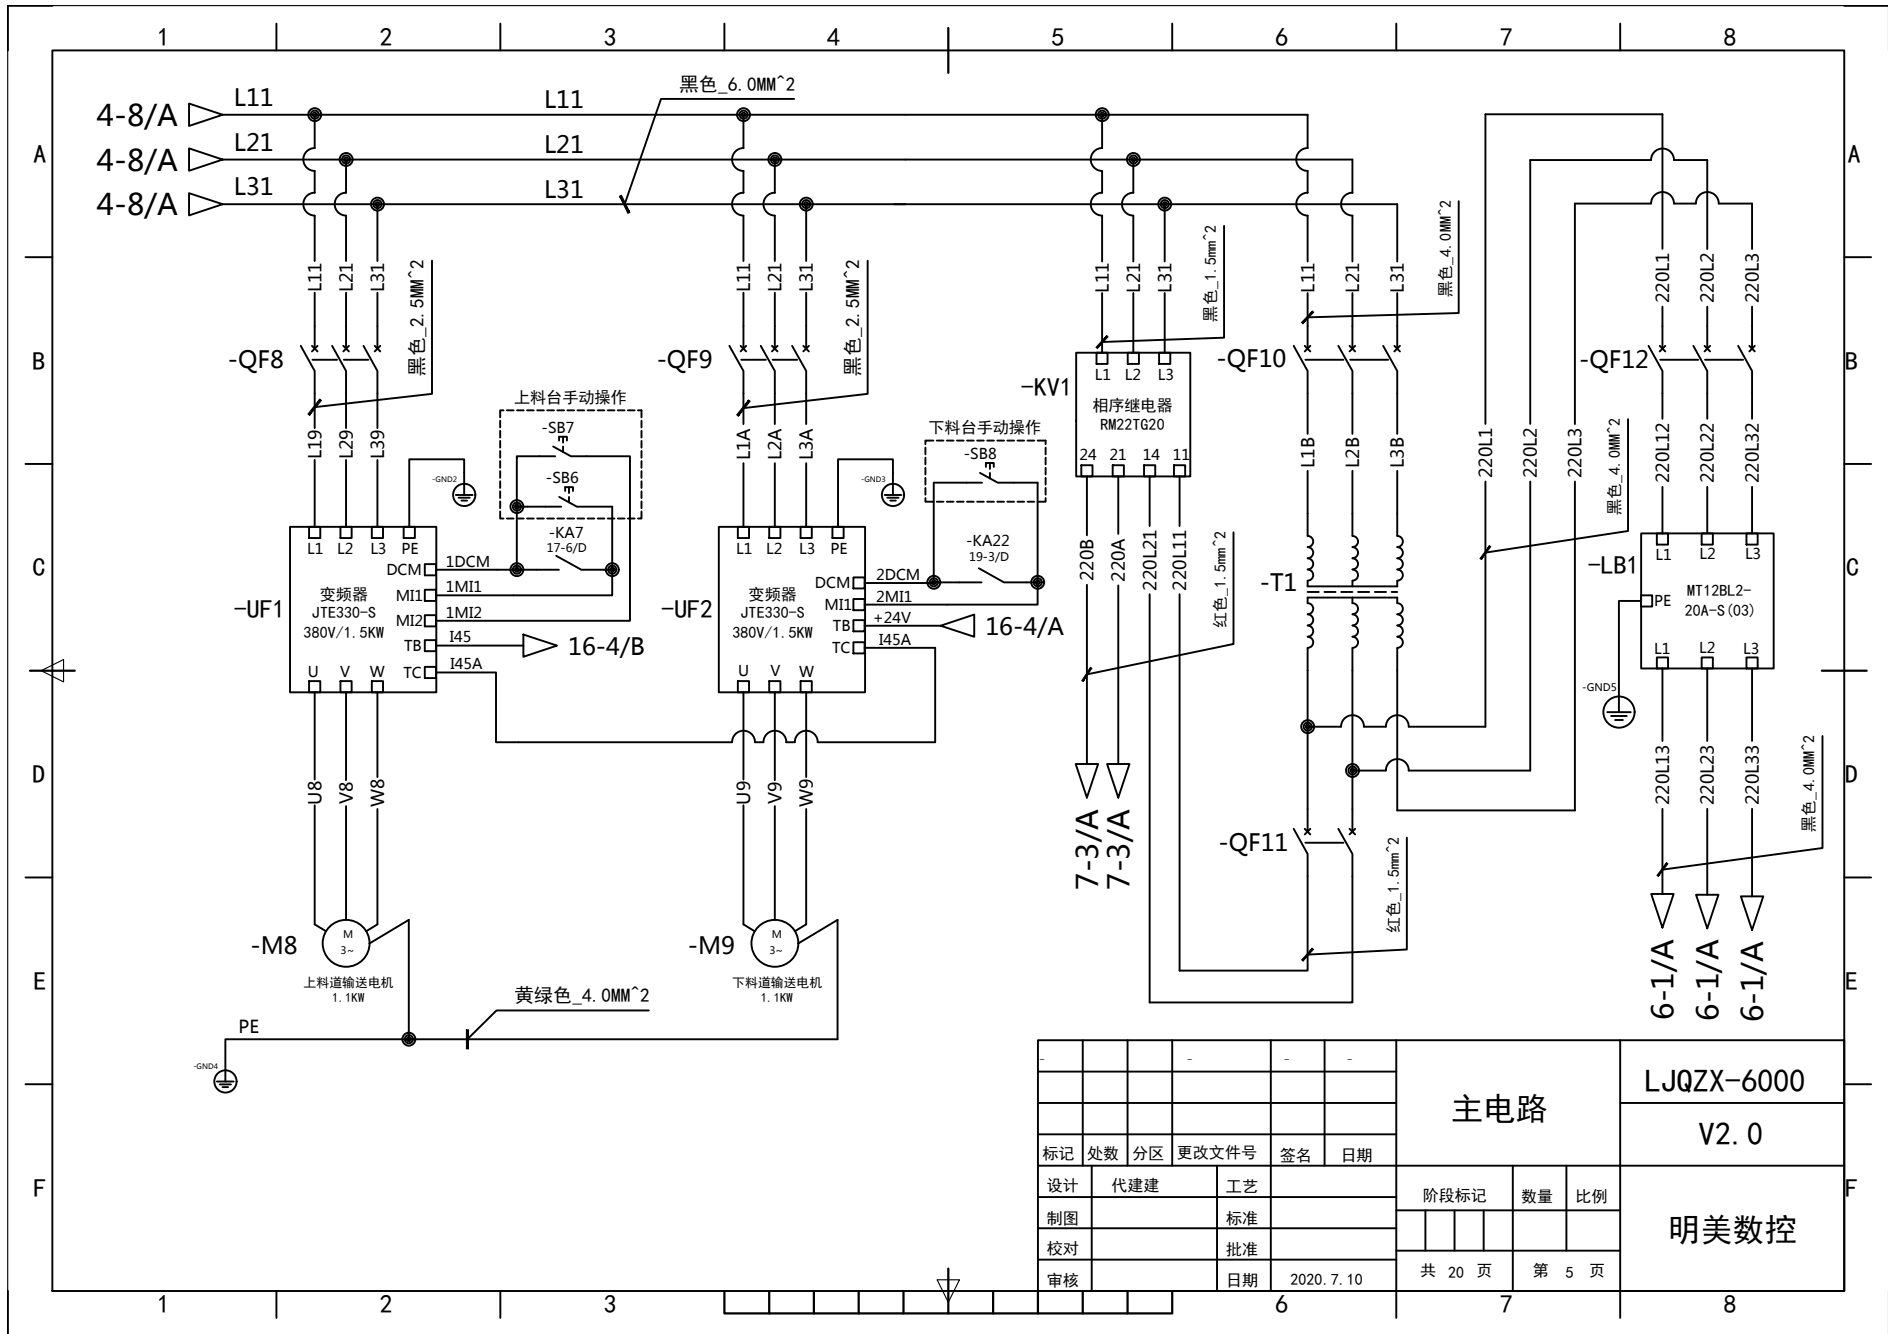 1 2 3 4 5 6 7 8
A
B
C
D
E
F
A
B
C
D
E
F
4-8/A L11 L11
4-8/A L21 L21
4-8/A L31 L31
黑色_6.0MM^2
L11 L21 L31
黑色_2.5MM^2
-QF8
L19 L29 L39
-GND2
上料台手动操作
-SB7
-SB6
-KA7
17-6/D
-UF1
L1 L2 L3 PE
变频器
JTE330-S
380V/1.5KW
DCM
MI1
MI2
TB
TC
U V W
1DCM
1MI1
1MI2
I45
I45A
16-4/B
U8 V8 W8
-M8
M
3~
上料道输送电机
1.1KW
PE
-GND4
黄绿色_4.0MM^2
L11 L21 L31
黑色_2.5MM^2
-QF9
L1A L2A L3A
-GND3
下料台手动操作
-SB8
-KA22
19-3/D
-UF2
L1 L2 L3 PE
变频器
JTE330-S
380V/1.5KW
DCM
MI1
TB
TC
U V W
2DCM
2MI1
+24V
I45A
16-4/A
U9 V9 W9
-M9
M
3~
下料道输送电机
1.1KW
L11 L21 L31
黑色_1.5mm^2
-KV1
L1 L2 L3
相序继电器
RM22TG20
24 21 14 11
220B 220A 220L21 220L11
红色_1.5mm^2
7-3/A
7-3/A
L11 L21 L31
黑色_4.0MM^2
-QF10
L1B L2B L3B
-T1
-QF11
红色_1.5mm^2
220L1 220L2 220L3
黑色_4.0MM^2
220L1 220L2 220L3
-QF12
220L12 220L22 220L32
-LB1
L1 L2 L3
MT12BL2-
20A-S(03)
PE
L1 L2 L3
-GND5
220L13 220L23 220L33
黑色_4.0MM^2
6-1/A
6-1/A
6-1/A
- - - -
标记 处数 分区 更改文件号 签名 日期
设计 代建建 工艺
制图 标准
校对 批准
审核 日期 2020.7.10
主电路
阶段标记 数量 比例
共 20 页 第 5 页
LJQZX-6000
V2.0
明美数控
1 2 3 6 7 8